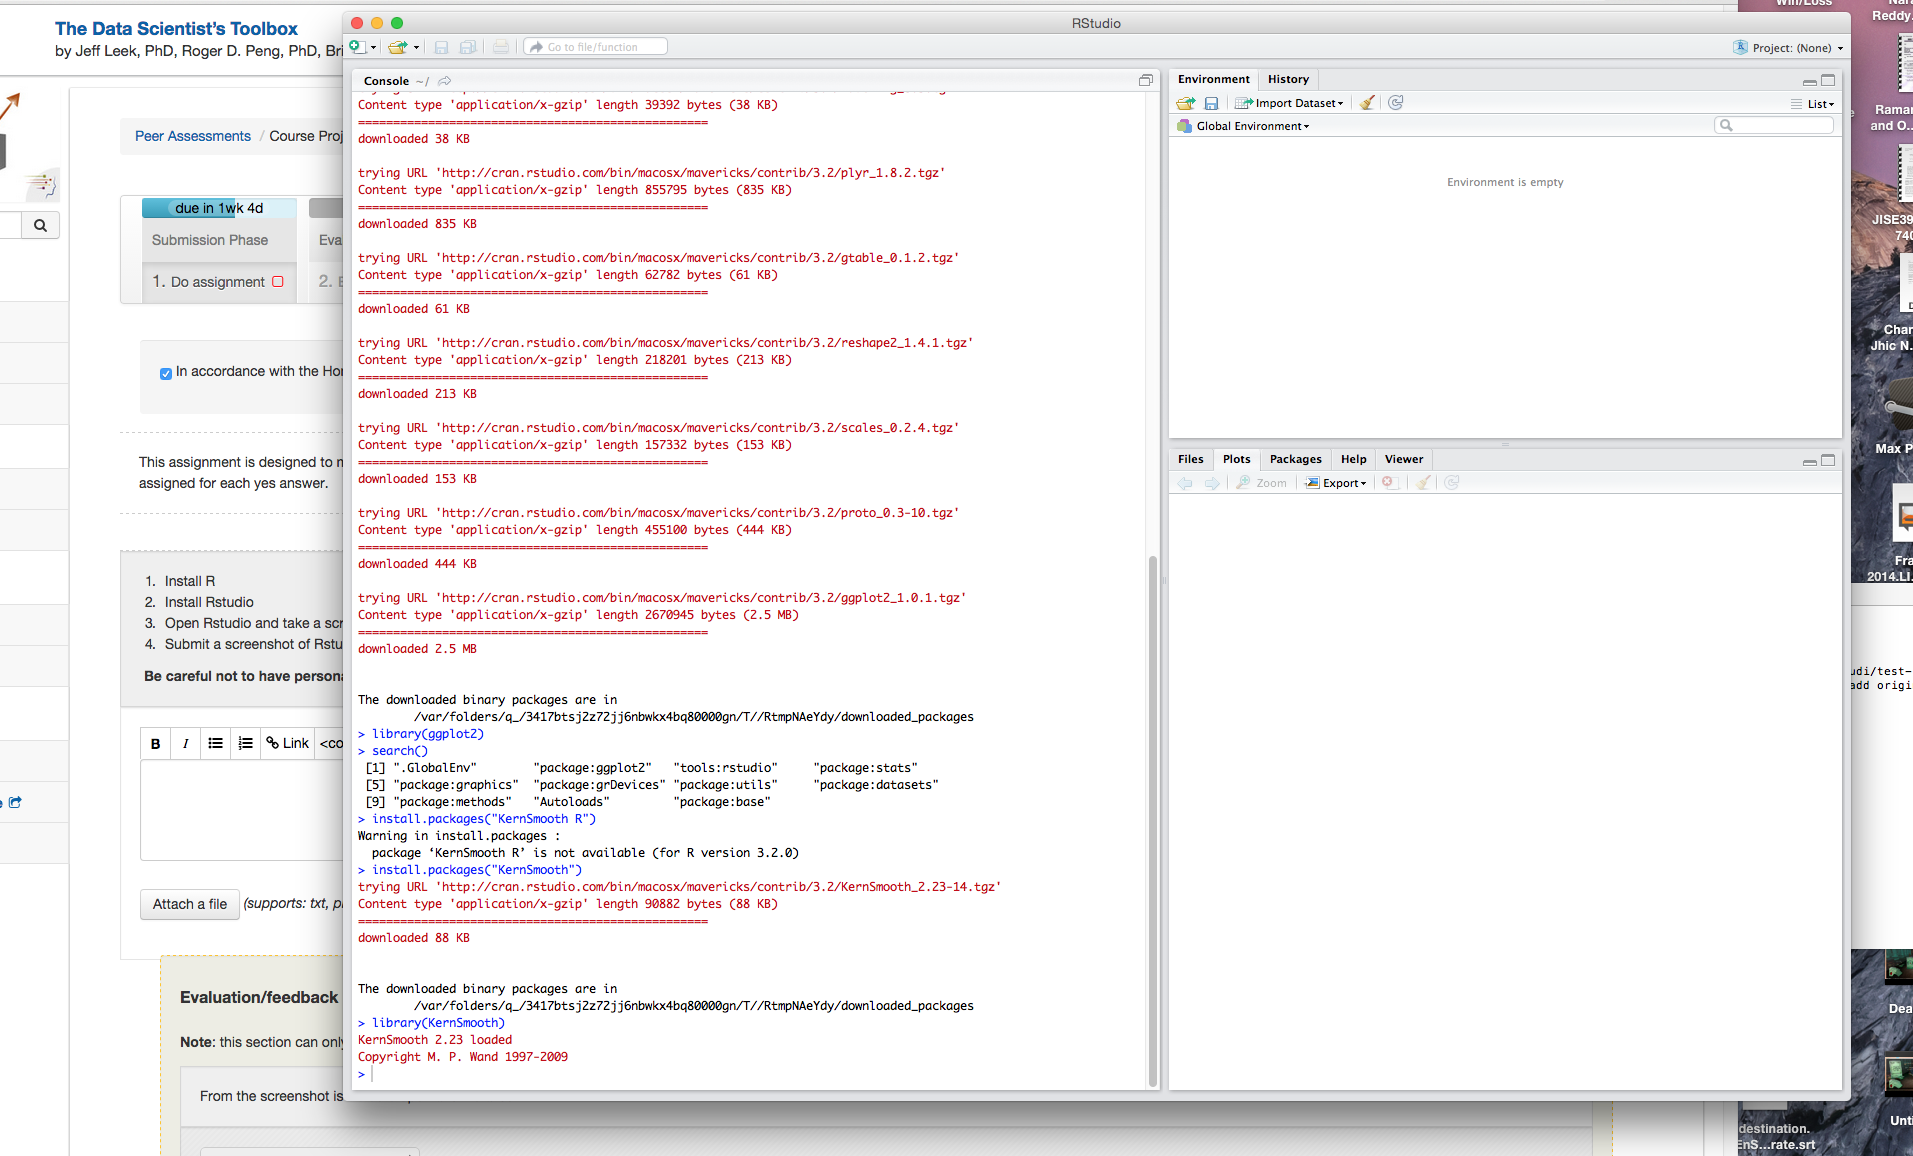 The Data Scientist's Toolbox
by Jeff Leek, PhD, Roger D. Peng, PhD, Bri
Peer Assessments / Course Proj
due in 1wk 4d
Submission Phase
Eva
1. Do assignment
2. E
In accordance with the Hon
This assignment is designed to m
assigned for each yes answer.
1. Install R
2. Install Rstudio
3. Open Rstudio and take a scr
4. Submit a screenshot of Rstu
Be careful not to have persona
B I Link <co
Attach a file (supports: txt, p
Evaluation/feedback
Note: this section can only
From the screenshot is
RStudio
Go to file/function
Project: (None)
Console ~/
Content type 'application/x-gzip' length 39392 bytes (38 KB)
==================================================
downloaded 38 KB
trying URL 'http://cran.rstudio.com/bin/macosx/mavericks/contrib/3.2/plyr_1.8.2.tgz'
Content type 'application/x-gzip' length 855795 bytes (835 KB)
==================================================
downloaded 835 KB
trying URL 'http://cran.rstudio.com/bin/macosx/mavericks/contrib/3.2/gtable_0.1.2.tgz'
Content type 'application/x-gzip' length 62782 bytes (61 KB)
==================================================
downloaded 61 KB
trying URL 'http://cran.rstudio.com/bin/macosx/mavericks/contrib/3.2/reshape2_1.4.1.tgz'
Content type 'application/x-gzip' length 218201 bytes (213 KB)
==================================================
downloaded 213 KB
trying URL 'http://cran.rstudio.com/bin/macosx/mavericks/contrib/3.2/scales_0.2.4.tgz'
Content type 'application/x-gzip' length 157332 bytes (153 KB)
==================================================
downloaded 153 KB
trying URL 'http://cran.rstudio.com/bin/macosx/mavericks/contrib/3.2/proto_0.3-10.tgz'
Content type 'application/x-gzip' length 455100 bytes (444 KB)
==================================================
downloaded 444 KB
trying URL 'http://cran.rstudio.com/bin/macosx/mavericks/contrib/3.2/ggplot2_1.0.1.tgz'
Content type 'application/x-gzip' length 2670945 bytes (2.5 MB)
==================================================
downloaded 2.5 MB
The downloaded binary packages are in
/var/folders/q_/3417btsj2z72jj6nbwkx4bq80000gn/T//RtmpNAeYdy/downloaded_packages
> library(ggplot2)
> search()
[1] ".GlobalEnv" "package:ggplot2" "tools:rstudio" "package:stats"
[5] "package:graphics" "package:grDevices" "package:utils" "package:datasets"
[9] "package:methods" "Autoloads" "package:base"
> install.packages("KernSmooth R")
Warning in install.packages :
package ‘KernSmooth R’ is not available (for R version 3.2.0)
> install.packages("KernSmooth")
trying URL 'http://cran.rstudio.com/bin/macosx/mavericks/contrib/3.2/KernSmooth_2.23-14.tgz'
Content type 'application/x-gzip' length 90882 bytes (88 KB)
==================================================
downloaded 88 KB
The downloaded binary packages are in
/var/folders/q_/3417btsj2z72jj6nbwkx4bq80000gn/T//RtmpNAeYdy/downloaded_packages
> library(KernSmooth)
KernSmooth 2.23 loaded
Copyright M. P. Wand 1997-2009
>
Environment History
Import Dataset
List
Global Environment
Environment is empty
Files Plots Packages Help Viewer
Zoom Export
Win/Loss
Reddy.
Raman
and O..
JISE39
740
Char
Jhic N.
Max P
Fra
2014.LI.
udi/test-
add origi
Dea
Unti
destination.
EnS...rate.srt